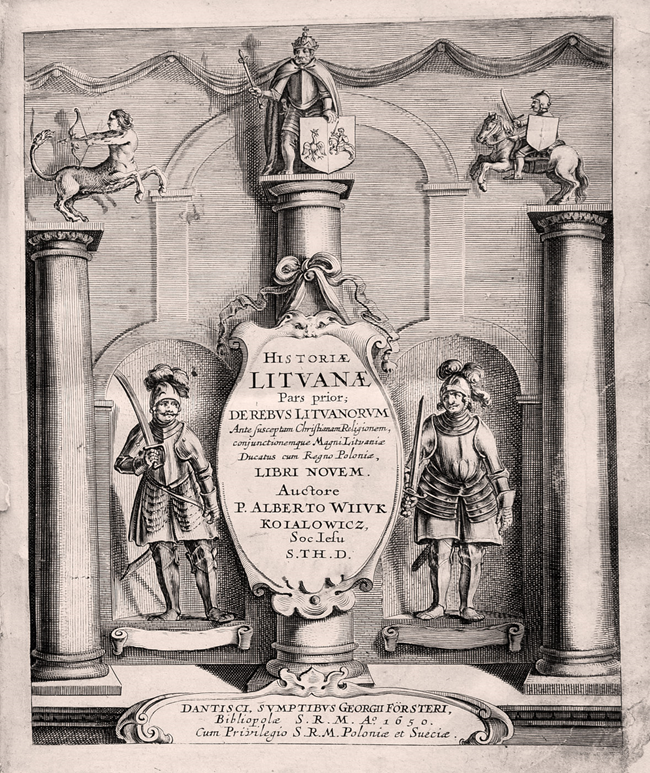 HISTORIÆ
LITVANÆ
Pars prior;
DE REBVS LITVANORVM
Ante susceptam Christianam Religionem,
conjunctionemque Magni Lituaniæ
Ducatus cum Regno Poloniæ,
LIBRI NOVEM.
Auctore
P. ALBERTO WIIVK
KOIALOWICZ,
Soc. Iesu
S. TH. D.
DANTISCI, SVMPTIBVS GEORGII FÖRSTERI,
Bibliopolæ S. R. M. Aº. 1650.
Cum Privilegio S. R. M. Poloniæ et Sueciæ.